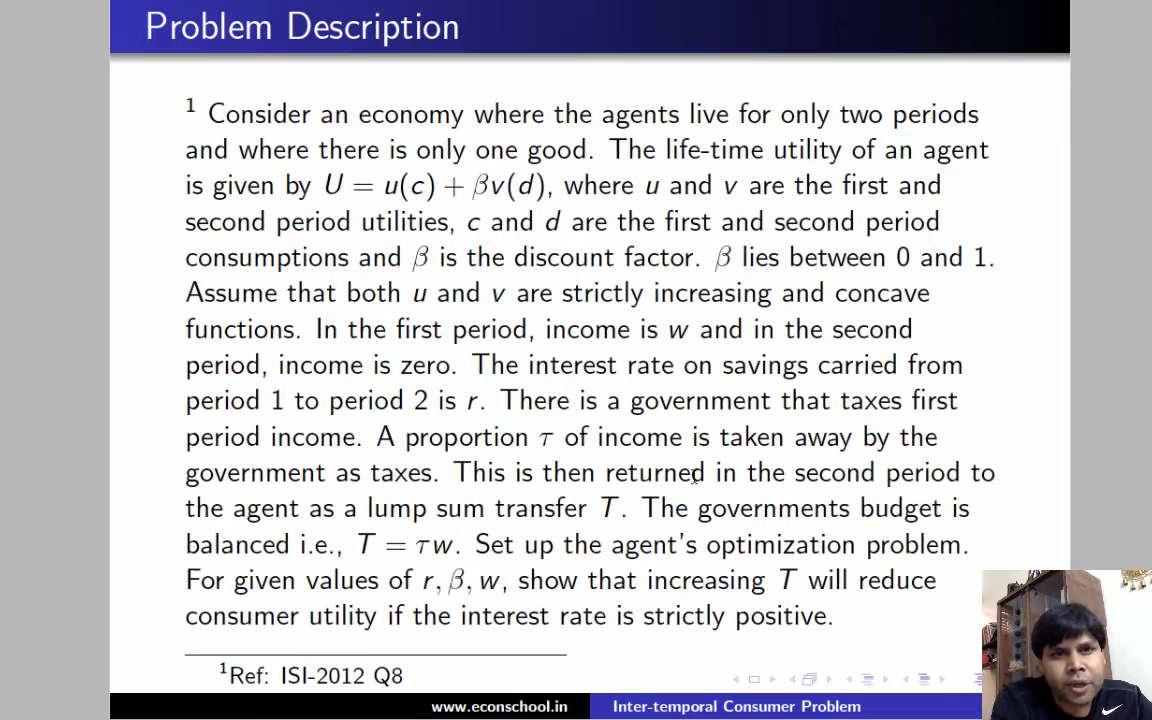 Problem Description
1 Consider an economy where the agents live for only two periods
and where there is only one good. The life-time utility of an agent
is given by U = u(c) + βv(d), where u and v are the first and
second period utilities, c and d are the first and second period
consumptions and β is the discount factor. β lies between 0 and 1.
Assume that both u and v are strictly increasing and concave
functions. In the first period, income is w and in the second
period, income is zero. The interest rate on savings carried from
period 1 to period 2 is r. There is a government that taxes first
period income. A proportion τ of income is taken away by the
government as taxes. This is then returned in the second period to
the agent as a lump sum transfer T. The governments budget is
balanced i.e., T = τw. Set up the agent's optimization problem.
For given values of r, β, w, show that increasing T will reduce
consumer utility if the interest rate is strictly positive.
1Ref: ISI-2012 Q8
www.econschool.in Inter-temporal Consumer Problem